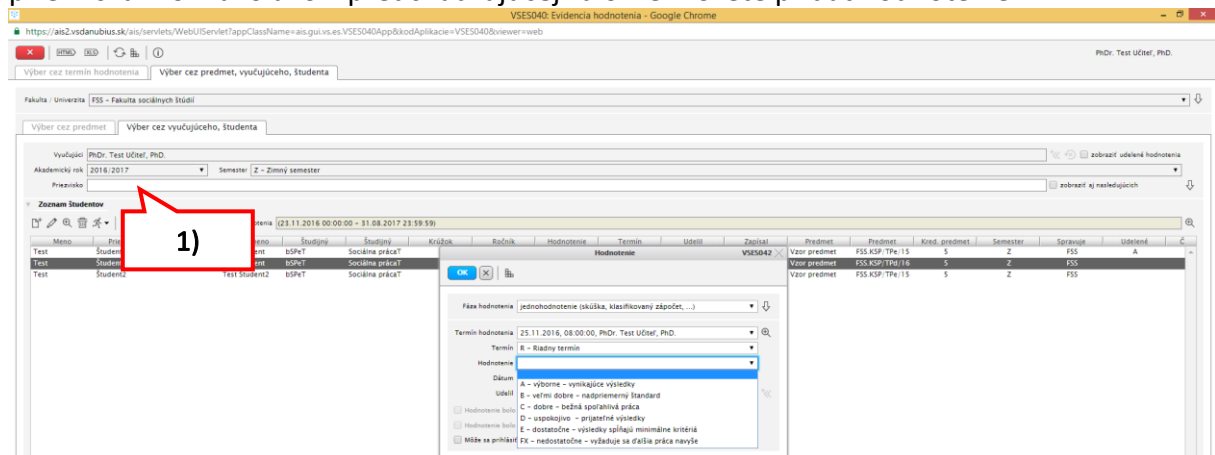 VSES040: Evidencia hodnotenia - Google Chrome
https://ais2.vsdanubius.sk/ais/servlets/WebUIServlet?appClassName=ais.gui.vs.es.VSES040App&kodAplikacie=VSES040&viewer=web
HTML XLS
PhDr. Test Učiteľ, PhD.
Výber cez termín hodnotenia Výber cez predmet, vyučujúceho, študenta
Fakulta / Univerzita FSS – Fakulta sociálnych štúdií
Výber cez predmet Výber cez vyučujúceho, študenta
Vyučujúci PhDr. Test Učiteľ, PhD. zobraziť udelené hodnotenia
Akademický rok 2016/2017 Semester Z – Zimný semester
Priezvisko zobraziť aj nasledujúcich
Zoznam študentov
(23.11.2016 00:00:00 – 31.08.2017 23:59:59)
1)
Meno Študijný Študijný Krúžok Ročník Hodnotenie Termín Udelil Zapísal Predmet Predmet Kred. predmet Semester Spravuje Udelené
Test bSPeT Sociálna prácaT Vzor predmet FSS.KSP/TPe/15 5 Z FSS A
Test bSPeT Sociálna prácaT Vzor predmet FSS.KSP/TPd/16 5 Z FSS
Test Študent2 Test Študent2 bSPeT Sociálna prácaT Vzor predmet FSS.KSP/TPe/15 5 Z FSS
Hodnotenie VSES042
OK
Fáza hodnotenia jednohodnotenie (skúška, klasifikovaný zápočet, ...)
Termín hodnotenia 25.11.2016, 08:00:00, PhDr. Test Učiteľ, PhD.
Termín R – Riadny termín
Hodnotenie
Dátum
A – výborne – vynikajúce výsledky
Udelil B – veľmi dobre – nadpriemerný štandard
Hodnotenie bolo C – dobre – bežná spoľahlivá práca
D – uspokojivo – prijateľné výsledky
Hodnotenie bolo E – dostatočne – výsledky spĺňajú minimálne kritériá
Môže sa prihlásiť FX – nedostatočne – vyžaduje sa ďalšia práca navyše